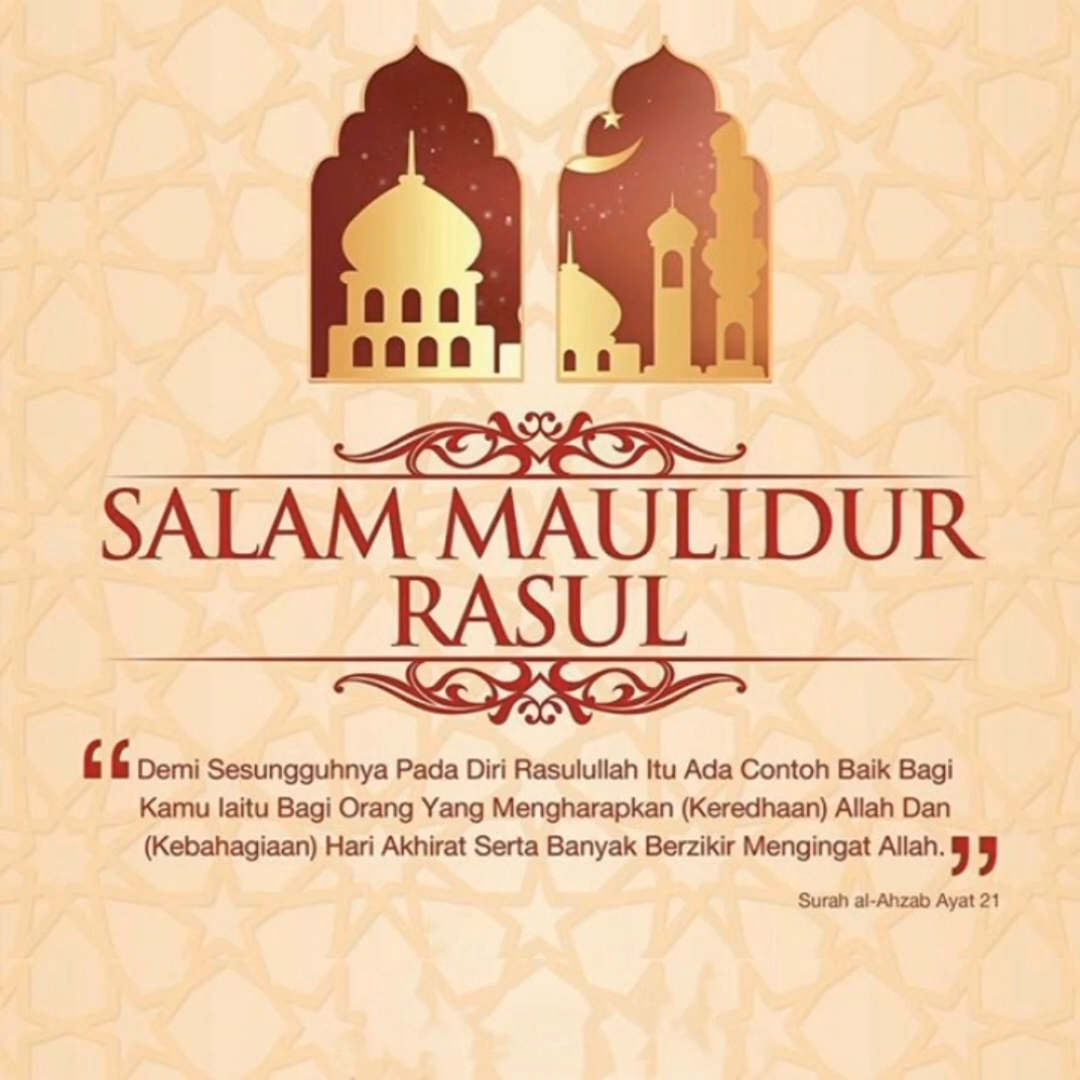 SALAM MAULIDUR
RASUL
“Demi Sesungguhnya Pada Diri Rasulullah Itu Ada Contoh Baik Bagi
Kamu Iaitu Bagi Orang Yang Mengharapkan (Keredhaan) Allah Dan
(Kebahagiaan) Hari Akhirat Serta Banyak Berzikir Mengingat Allah.”
Surah al-Ahzab Ayat 21